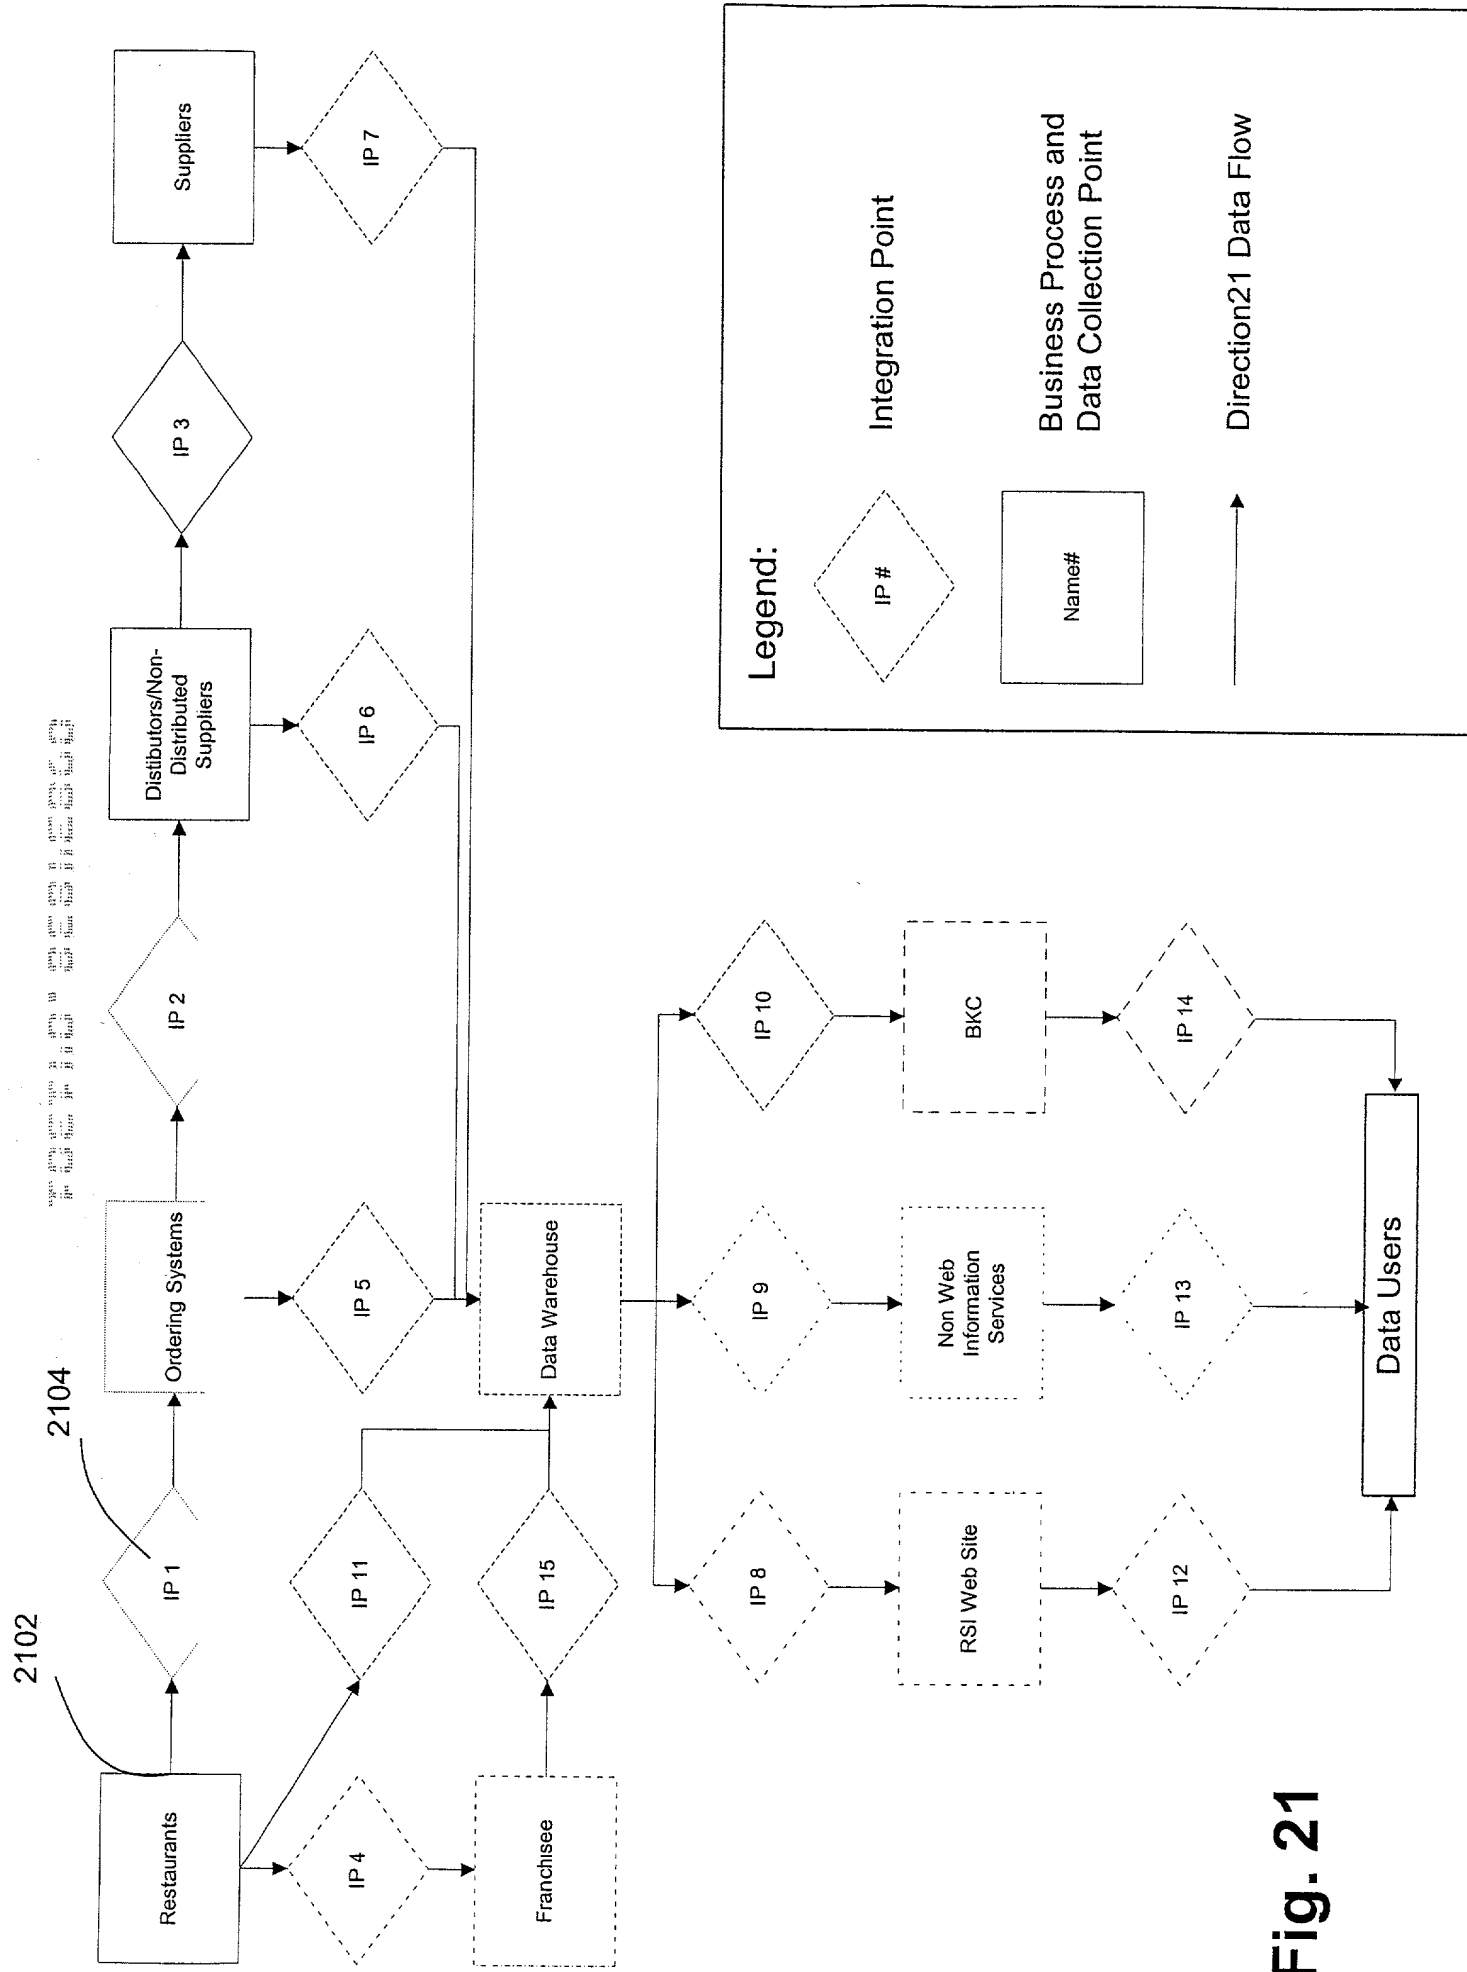 2102
2104
Restaurants
IP 1
Ordering Systems
IP 2
Distibutors/Non-
Distributed
Suppliers
IP 3
Suppliers
IP 4
IP 11
IP 5
IP 6
IP 7
Franchisee
IP 15
Data Warehouse
IP 8
IP 9
IP 10
RSI Web Site
Non Web
Information
Services
BKC
IP 12
IP 13
IP 14
Data Users
Legend:
IP #
Integration Point
Name#
Business Process and
Data Collection Point
Direction21 Data Flow
Fig. 21